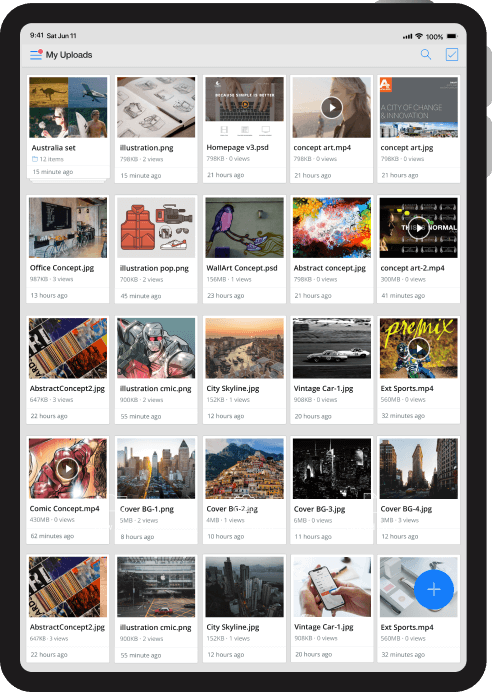 9:41 Sat Jun 11
100%
My Uploads
BECAUSE SIMPLE IS BETTER
A CITY OF CHANGE
& INNOVATION
Australia set
illustration.png
Homepage v3.psd
concept art.mp4
concept art.jpg
12 items
798KB · 2 views
798KB · 0 views
798KB · 0 views
798KB · 0 views
15 minute ago
15 minute ago
21 hours ago
21 hours ago
21 hours ago
THIS IS NORMAL
Office Concept.jpg
illustration pop.png
WallArt Concept.psd
Abstract concept.jpg
concept art-2.mp4
987KB · 3 views
700KB · 2 views
156MB · 1 views
798KB · 0 views
300MB · 0 views
13 hours ago
45 minute ago
23 hours ago
21 hours ago
41 minutes ago
premix
AbstractConcept2.jpg
illustration cmic.png
City Skyline.jpg
Vintage Car-1.jpg
Ext Sports.mp4
647KB · 3 views
900KB · 2 views
152KB · 1 views
908KB · 0 views
560MB · 0 views
22 hours ago
55 minute ago
12 hours ago
20 hours ago
32 minutes ago
Comic Concept.mp4
Cover BG-1.png
Cover BG-2.jpg
Cover BG-3.jpg
Cover BG-4.jpg
430MB · 0 views
5MB · 2 views
4MB · 1 views
6MB · 0 views
3MB · 3 views
62 minutes ago
8 hours ago
10 hours ago
11 hours ago
12 hours ago
AbstractConcept2.jpg
illustration cmic.png
City Skyline.jpg
Vintage Car-1.jpg
Ext Sports.mp4
647KB · 3 views
900KB · 2 views
152KB · 1 views
908KB · 0 views
560MB · 0 views
22 hours ago
55 minute ago
12 hours ago
20 hours ago
32 minutes ago